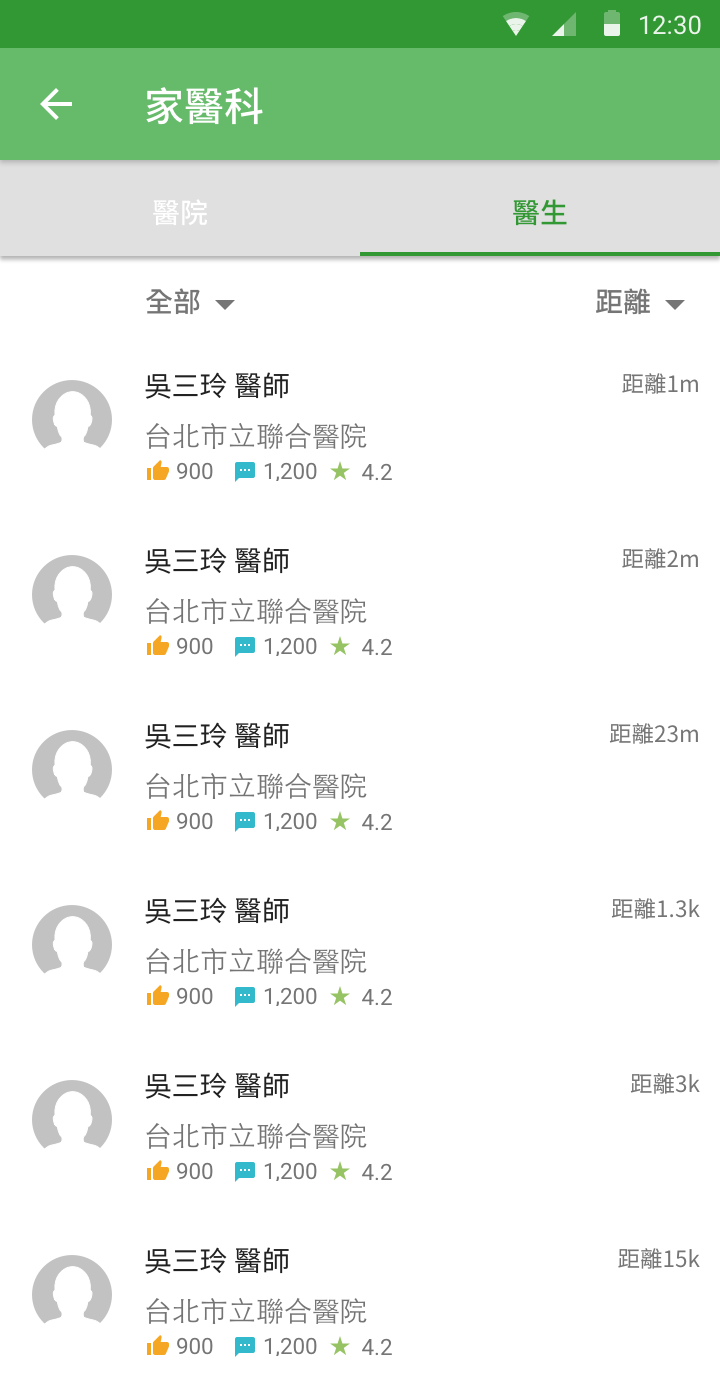 12:30
家醫科
醫院 醫生
全部 距離
吳三玲 醫師 距離1m
台北市立聯合醫院
900 1,200 4.2
吳三玲 醫師 距離2m
台北市立聯合醫院
900 1,200 4.2
吳三玲 醫師 距離23m
台北市立聯合醫院
900 1,200 4.2
吳三玲 醫師 距離1.3k
台北市立聯合醫院
900 1,200 4.2
吳三玲 醫師 距離3k
台北市立聯合醫院
900 1,200 4.2
吳三玲 醫師 距離15k
台北市立聯合醫院
900 1,200 4.2